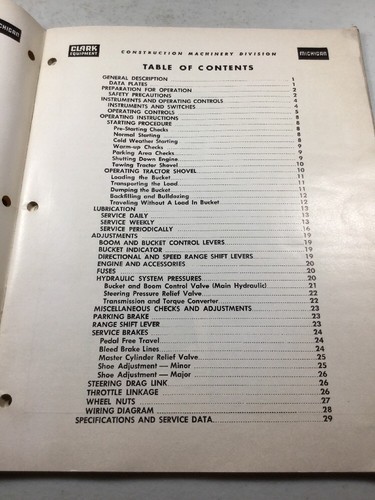 MICHIGAN
CLARK EQUIPMENT CONSTRUCTION MACHINERY DIVISION MICHIGAN
TABLE OF CONTENTS
GENERAL DESCRIPTION 1
DATA PLATES 1
PREPARATION FOR OPERATION 2
SAFETY PRECAUTIONS 2
INSTRUMENTS AND OPERATING CONTROLS 4
INSTRUMENTS AND SWITCHES 4
OPERATING CONTROLS 5
OPERATING INSTRUCTIONS 8
STARTING PROCEDURE 8
Pre-Starting Checks 8
Normal Starting 8
Cold Weather Starting 8
Warm-up Checks 9
Parking Area Checks 9
Shutting Down Engine 9
Towing Tractor Shovel 10
OPERATING TRACTOR SHOVEL 10
Loading the Bucket 11
Transporting the Load 11
Dumping the Bucket 11
Backfilling and Bulldozing 12
Traveling Without A Load In Bucket 12
LUBRICATION 13
SERVICE DAILY 13
SERVICE WEEKLY 15
SERVICE PERIODICALLY 16
ADJUSTMENTS 19
BOOM AND BUCKET CONTROL LEVERS 19
BUCKET INDICATOR 19
DIRECTIONAL AND SPEED RANGE SHIFT LEVERS 19
ENGINE AND ACCESSORIES 20
FUSES 20
HYDRAULIC SYSTEM PRESSURES 20
Bucket and Boom Control Valve (Main Hydraulic) 21
Steering Pressure Relief Valve 22
Transmission and Torque Converter 22
MISCELLANEOUS CHECKS AND ADJUSTMENTS 23
PARKING BRAKE 23
RANGE SHIFT LEVER 23
SERVICE BRAKES 24
Pedal Free Travel 24
Bleed Brake Lines 24
Master Cylinder Relief Valve 25
Shoe Adjustment — Minor 25
Shoe Adjustment — Major 26
STEERING DRAG LINK 26
THROTTLE LINKAGE 26
WHEEL NUTS 27
WIRING DIAGRAM 28
SPECIFICATIONS AND SERVICE DATA 29